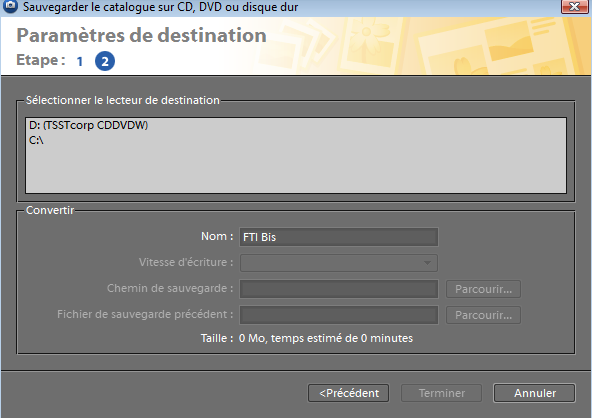 Sauvegarder le catalogue sur CD, DVD ou disque dur
Paramètres de destination
Etape : 1 2
Sélectionner le lecteur de destination
D: (TSSTcorp CDDVDW)
C:\
Convertir
Nom : FTI Bis
Vitesse d'écriture :
Chemin de sauvegarde : Parcourir...
Fichier de sauvegarde précédent : Parcourir...
Taille : 0 Mo, temps estimé de 0 minutes
<Précédent Terminer Annuler